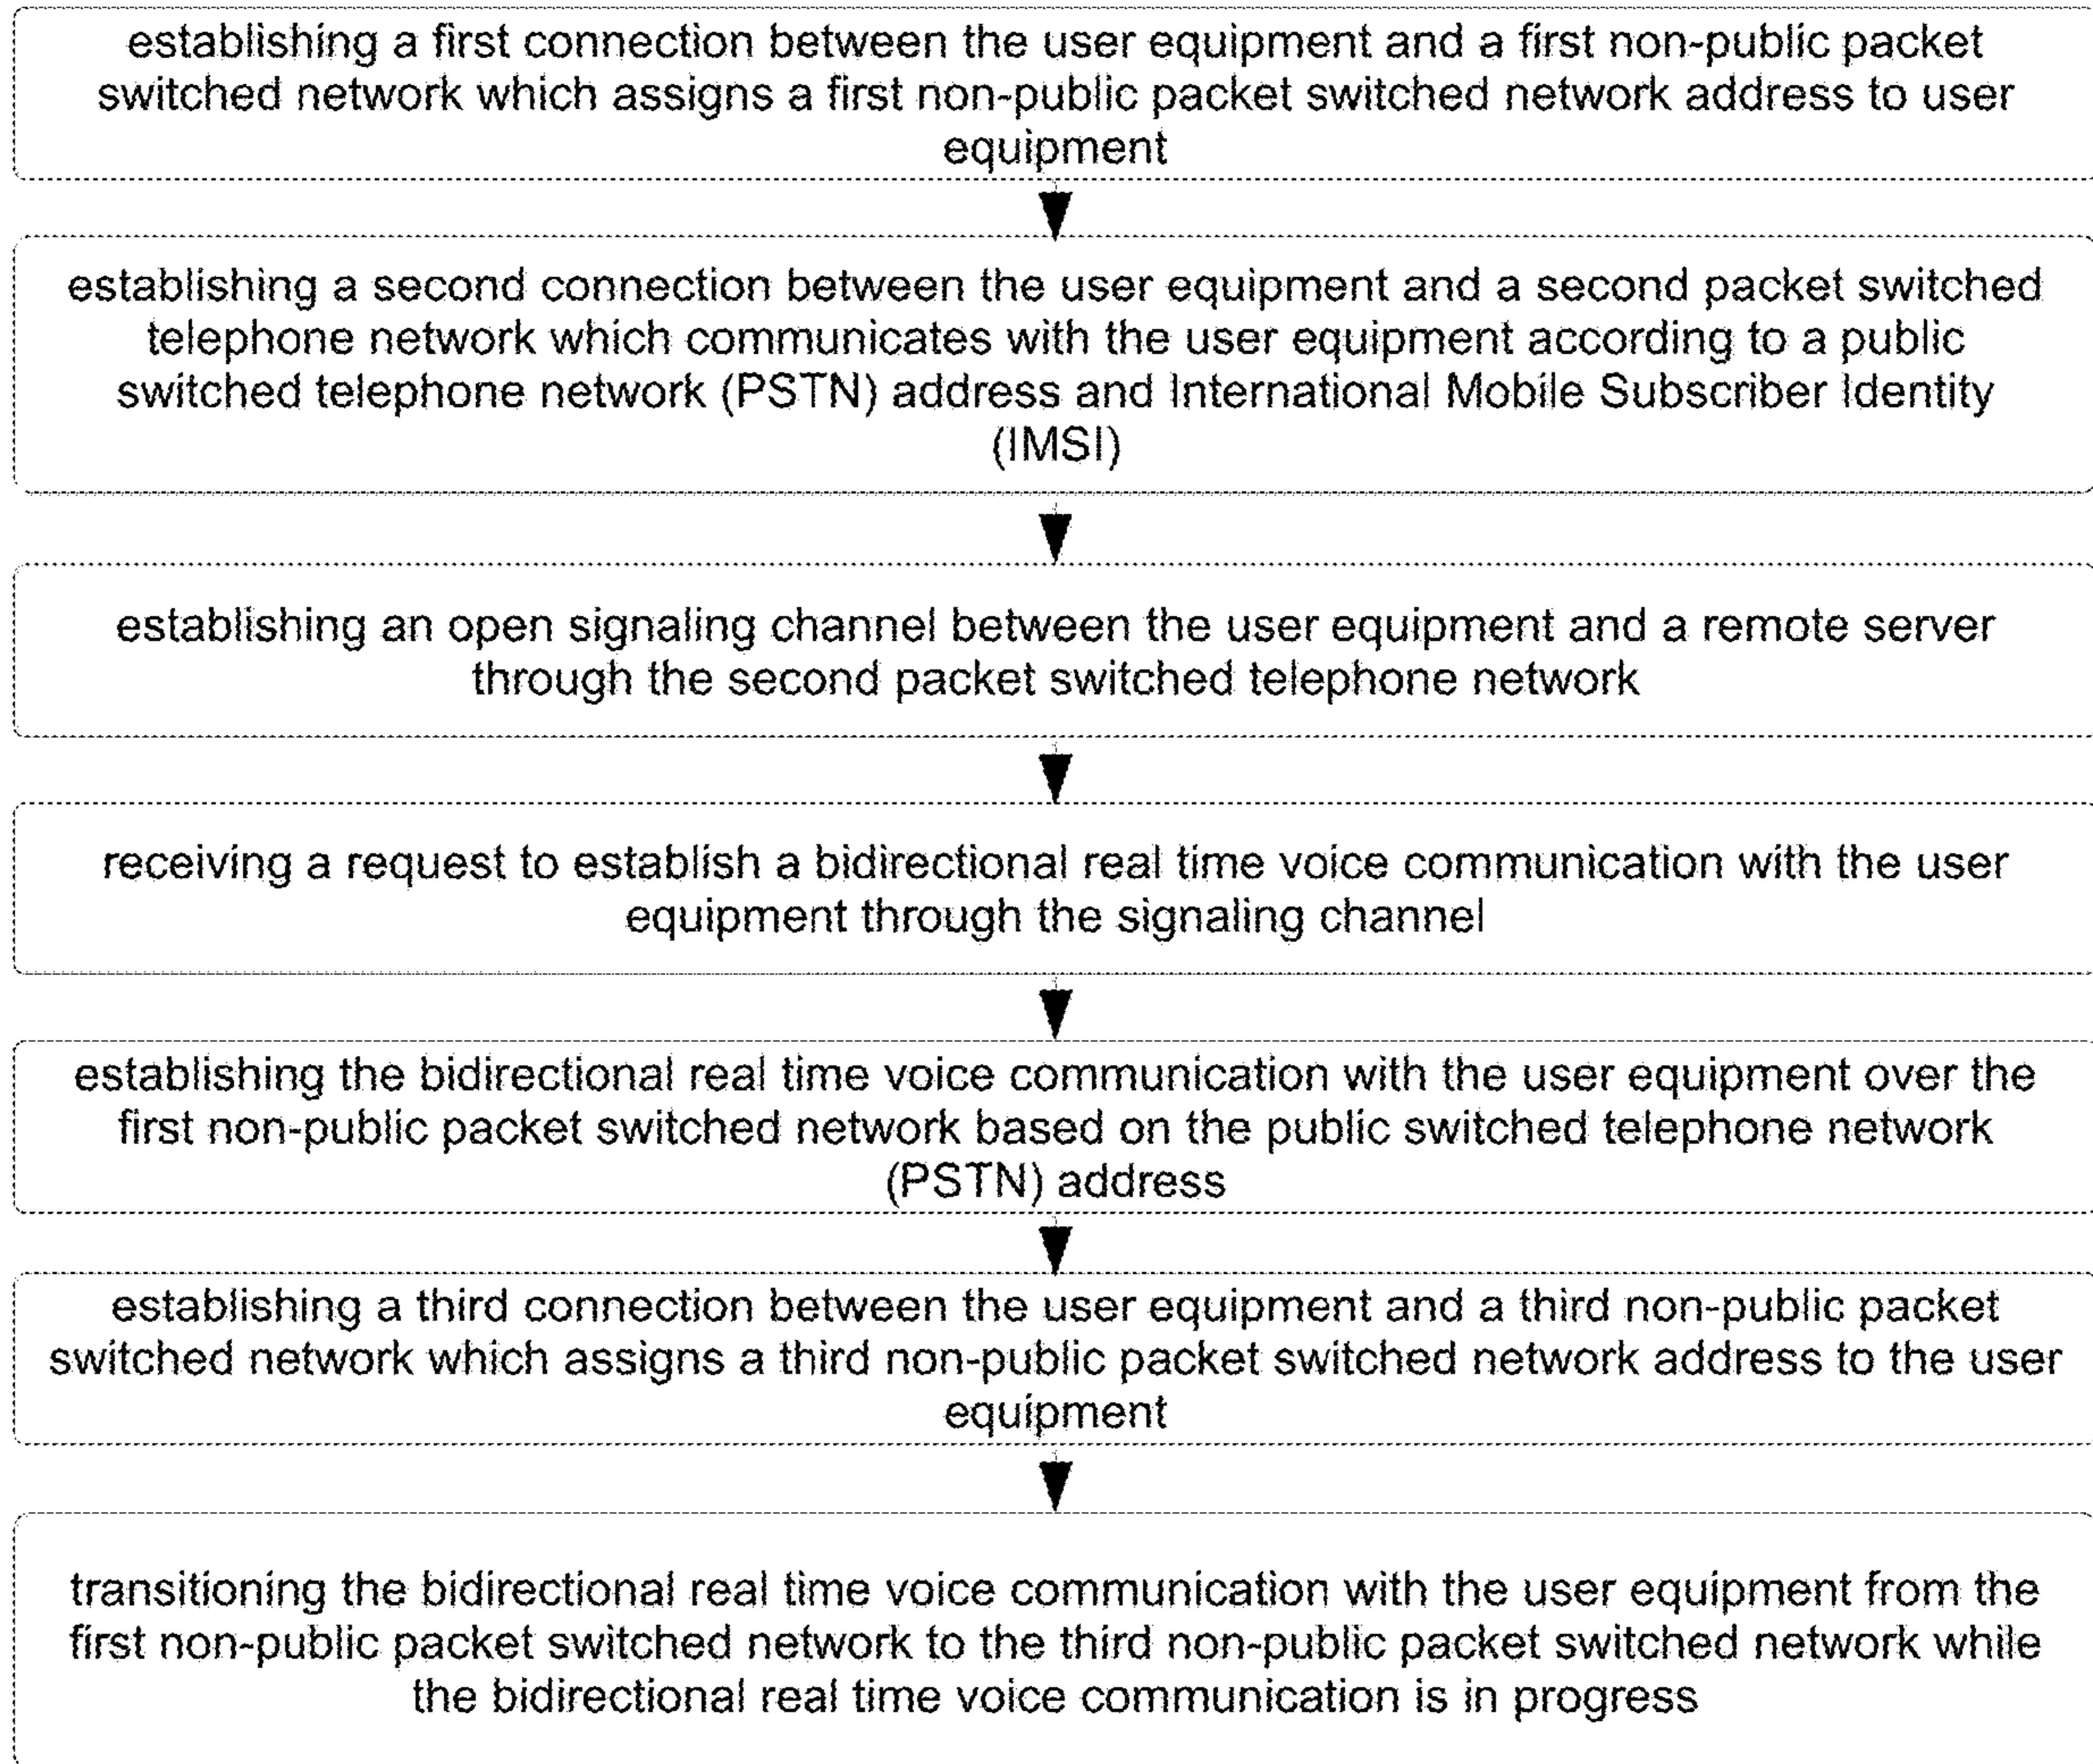 establishing a first connection between the user equipment and a first non-public packet
switched network which assigns a first non-public packet switched network address to user
equipment
establishing a second connection between the user equipment and a second packet switched
telephone network which communicates with the user equipment according to a public
switched telephone network (PSTN) address and International Mobile Subscriber Identity
(IMSI)
establishing an open signaling channel between the user equipment and a remote server
through the second packet switched telephone network
receiving a request to establish a bidirectional real time voice communication with the user
equipment through the signaling channel
establishing the bidirectional real time voice communication with the user equipment over the
first non-public packet switched network based on the public switched telephone network
(PSTN) address
establishing a third connection between the user equipment and a third non-public packet
switched network which assigns a third non-public packet switched network address to the user
equipment
transitioning the bidirectional real time voice communication with the user equipment from the
first non-public packet switched network to the third non-public packet switched network while
the bidirectional real time voice communication is in progress